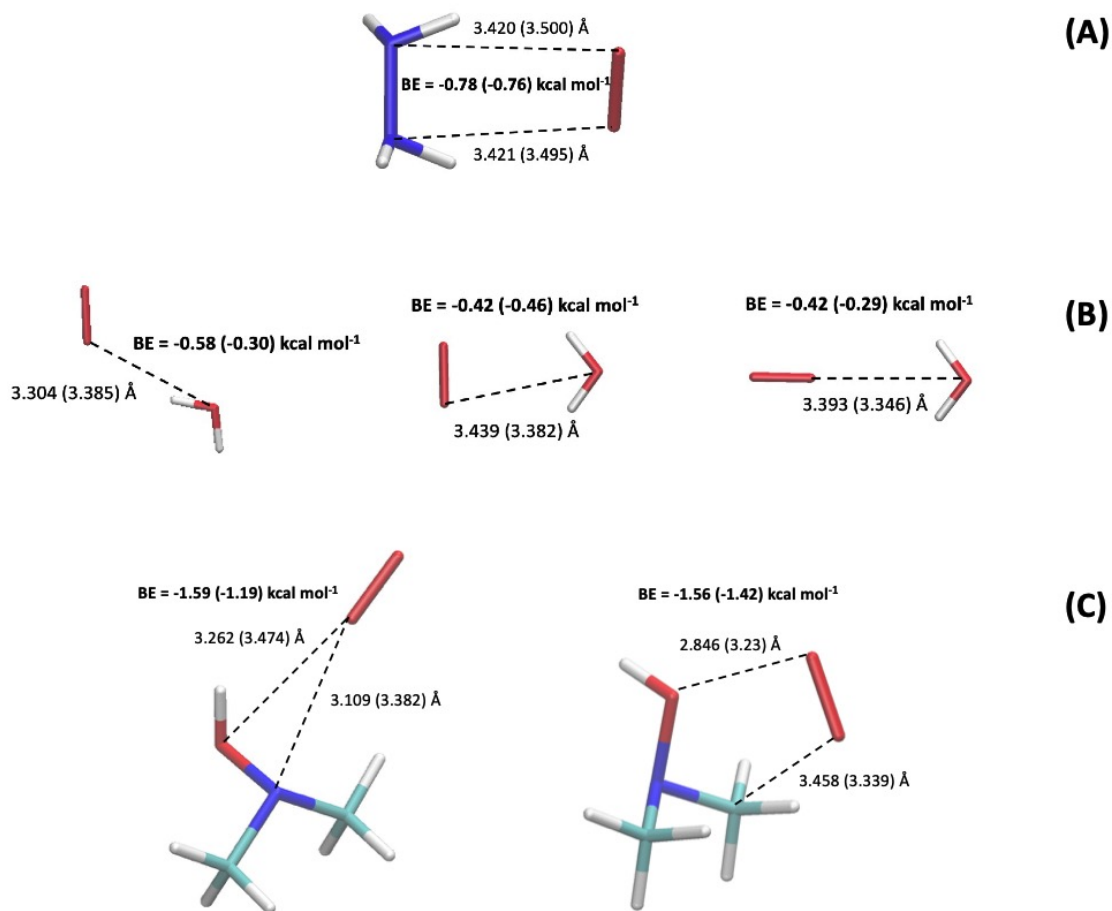 3.420 (3.500) Å
(A)
BE = -0.78 (-0.76) kcal mol-1
3.421 (3.495) Å
BE = -0.42 (-0.46) kcal mol-1
BE = -0.42 (-0.29) kcal mol-1
(B)
BE = -0.58 (-0.30) kcal mol-1
3.304 (3.385) Å
3.439 (3.382) Å
3.393 (3.346) Å
BE = -1.59 (-1.19) kcal mol-1
BE = -1.56 (-1.42) kcal mol-1
(C)
3.262 (3.474) Å
2.846 (3.23) Å
3.109 (3.382) Å
3.458 (3.339) Å